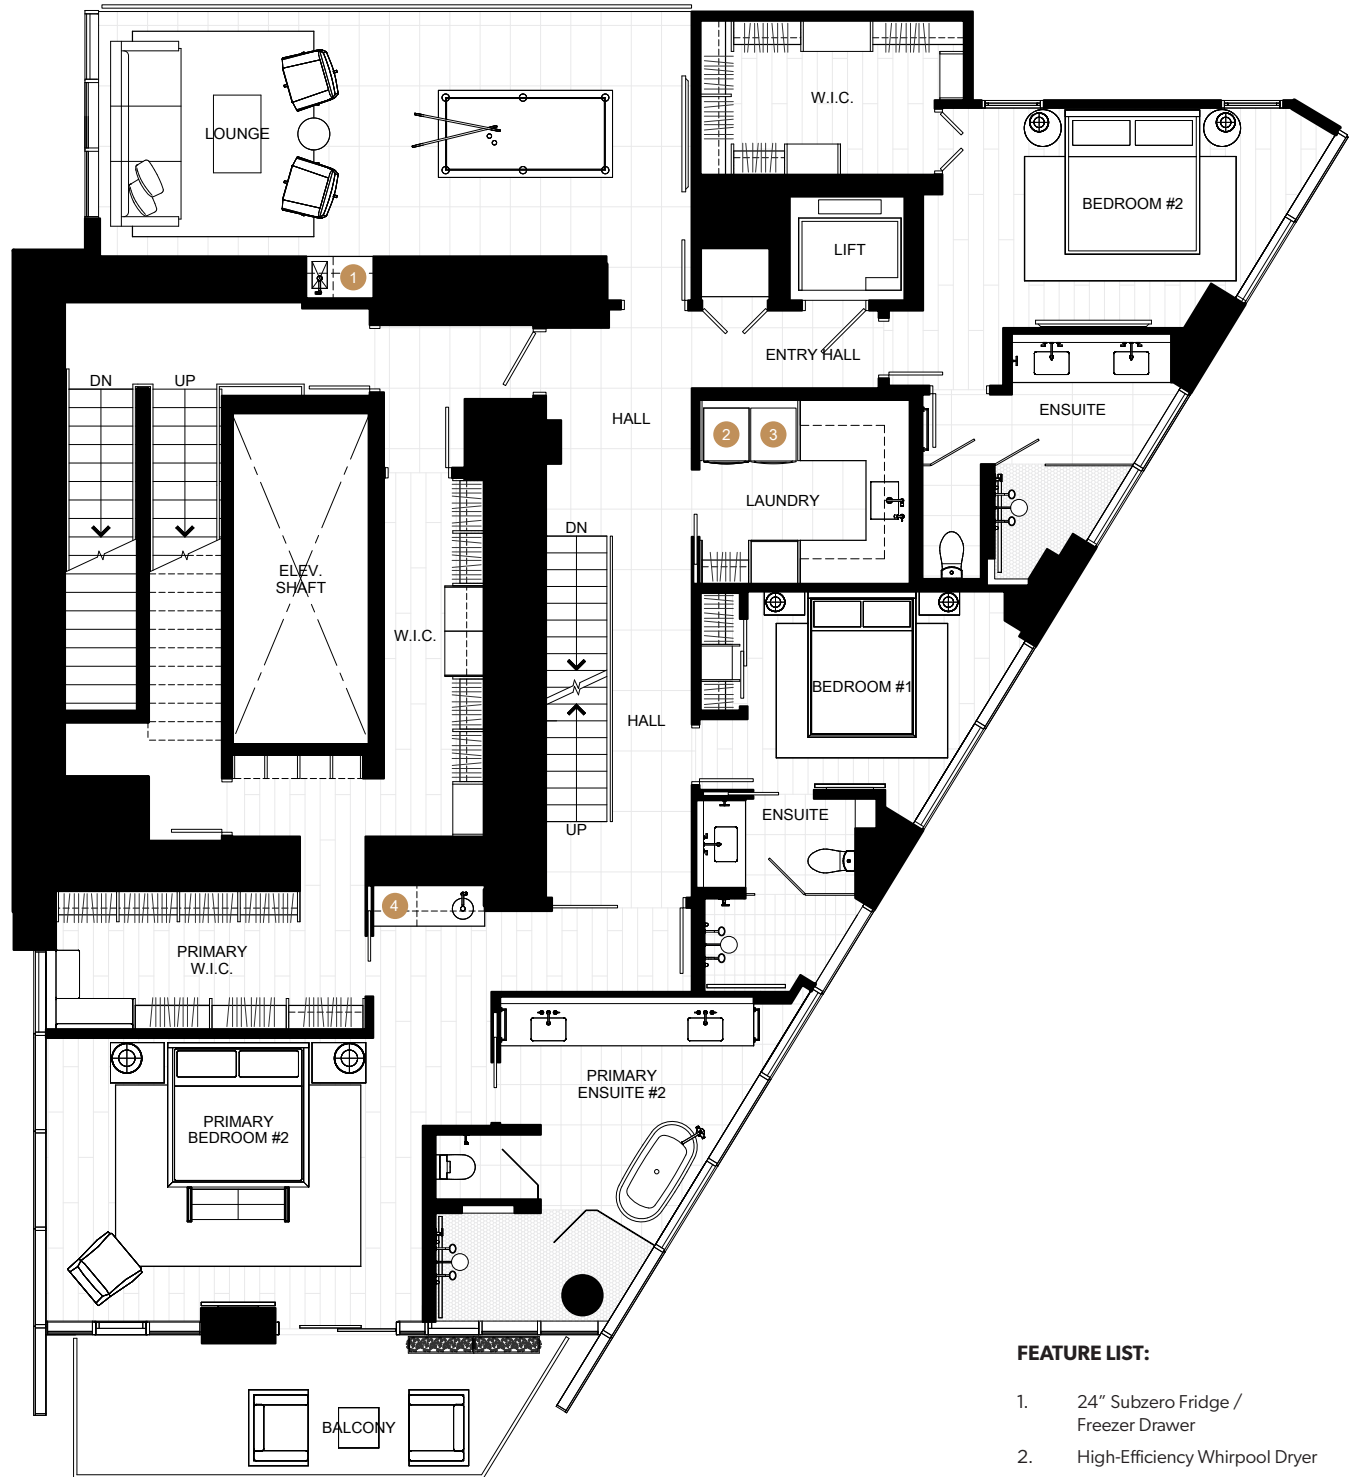 W.I.C.
LOUNGE
BEDROOM #2
LIFT
1
ENTRY HALL
DN
UP
HALL
ENSUITE
2
3
LAUNDRY
DN
ELEV.
SHAFT
W.I.C.
BEDROOM #1
HALL
ENSUITE
UP
4
PRIMARY
W.I.C.
PRIMARY
ENSUITE #2
PRIMARY
BEDROOM #2
BALCONY
FEATURE LIST:
1. 24” Subzero Fridge /
Freezer Drawer
2. High-Efficiency Whirpool Dryer